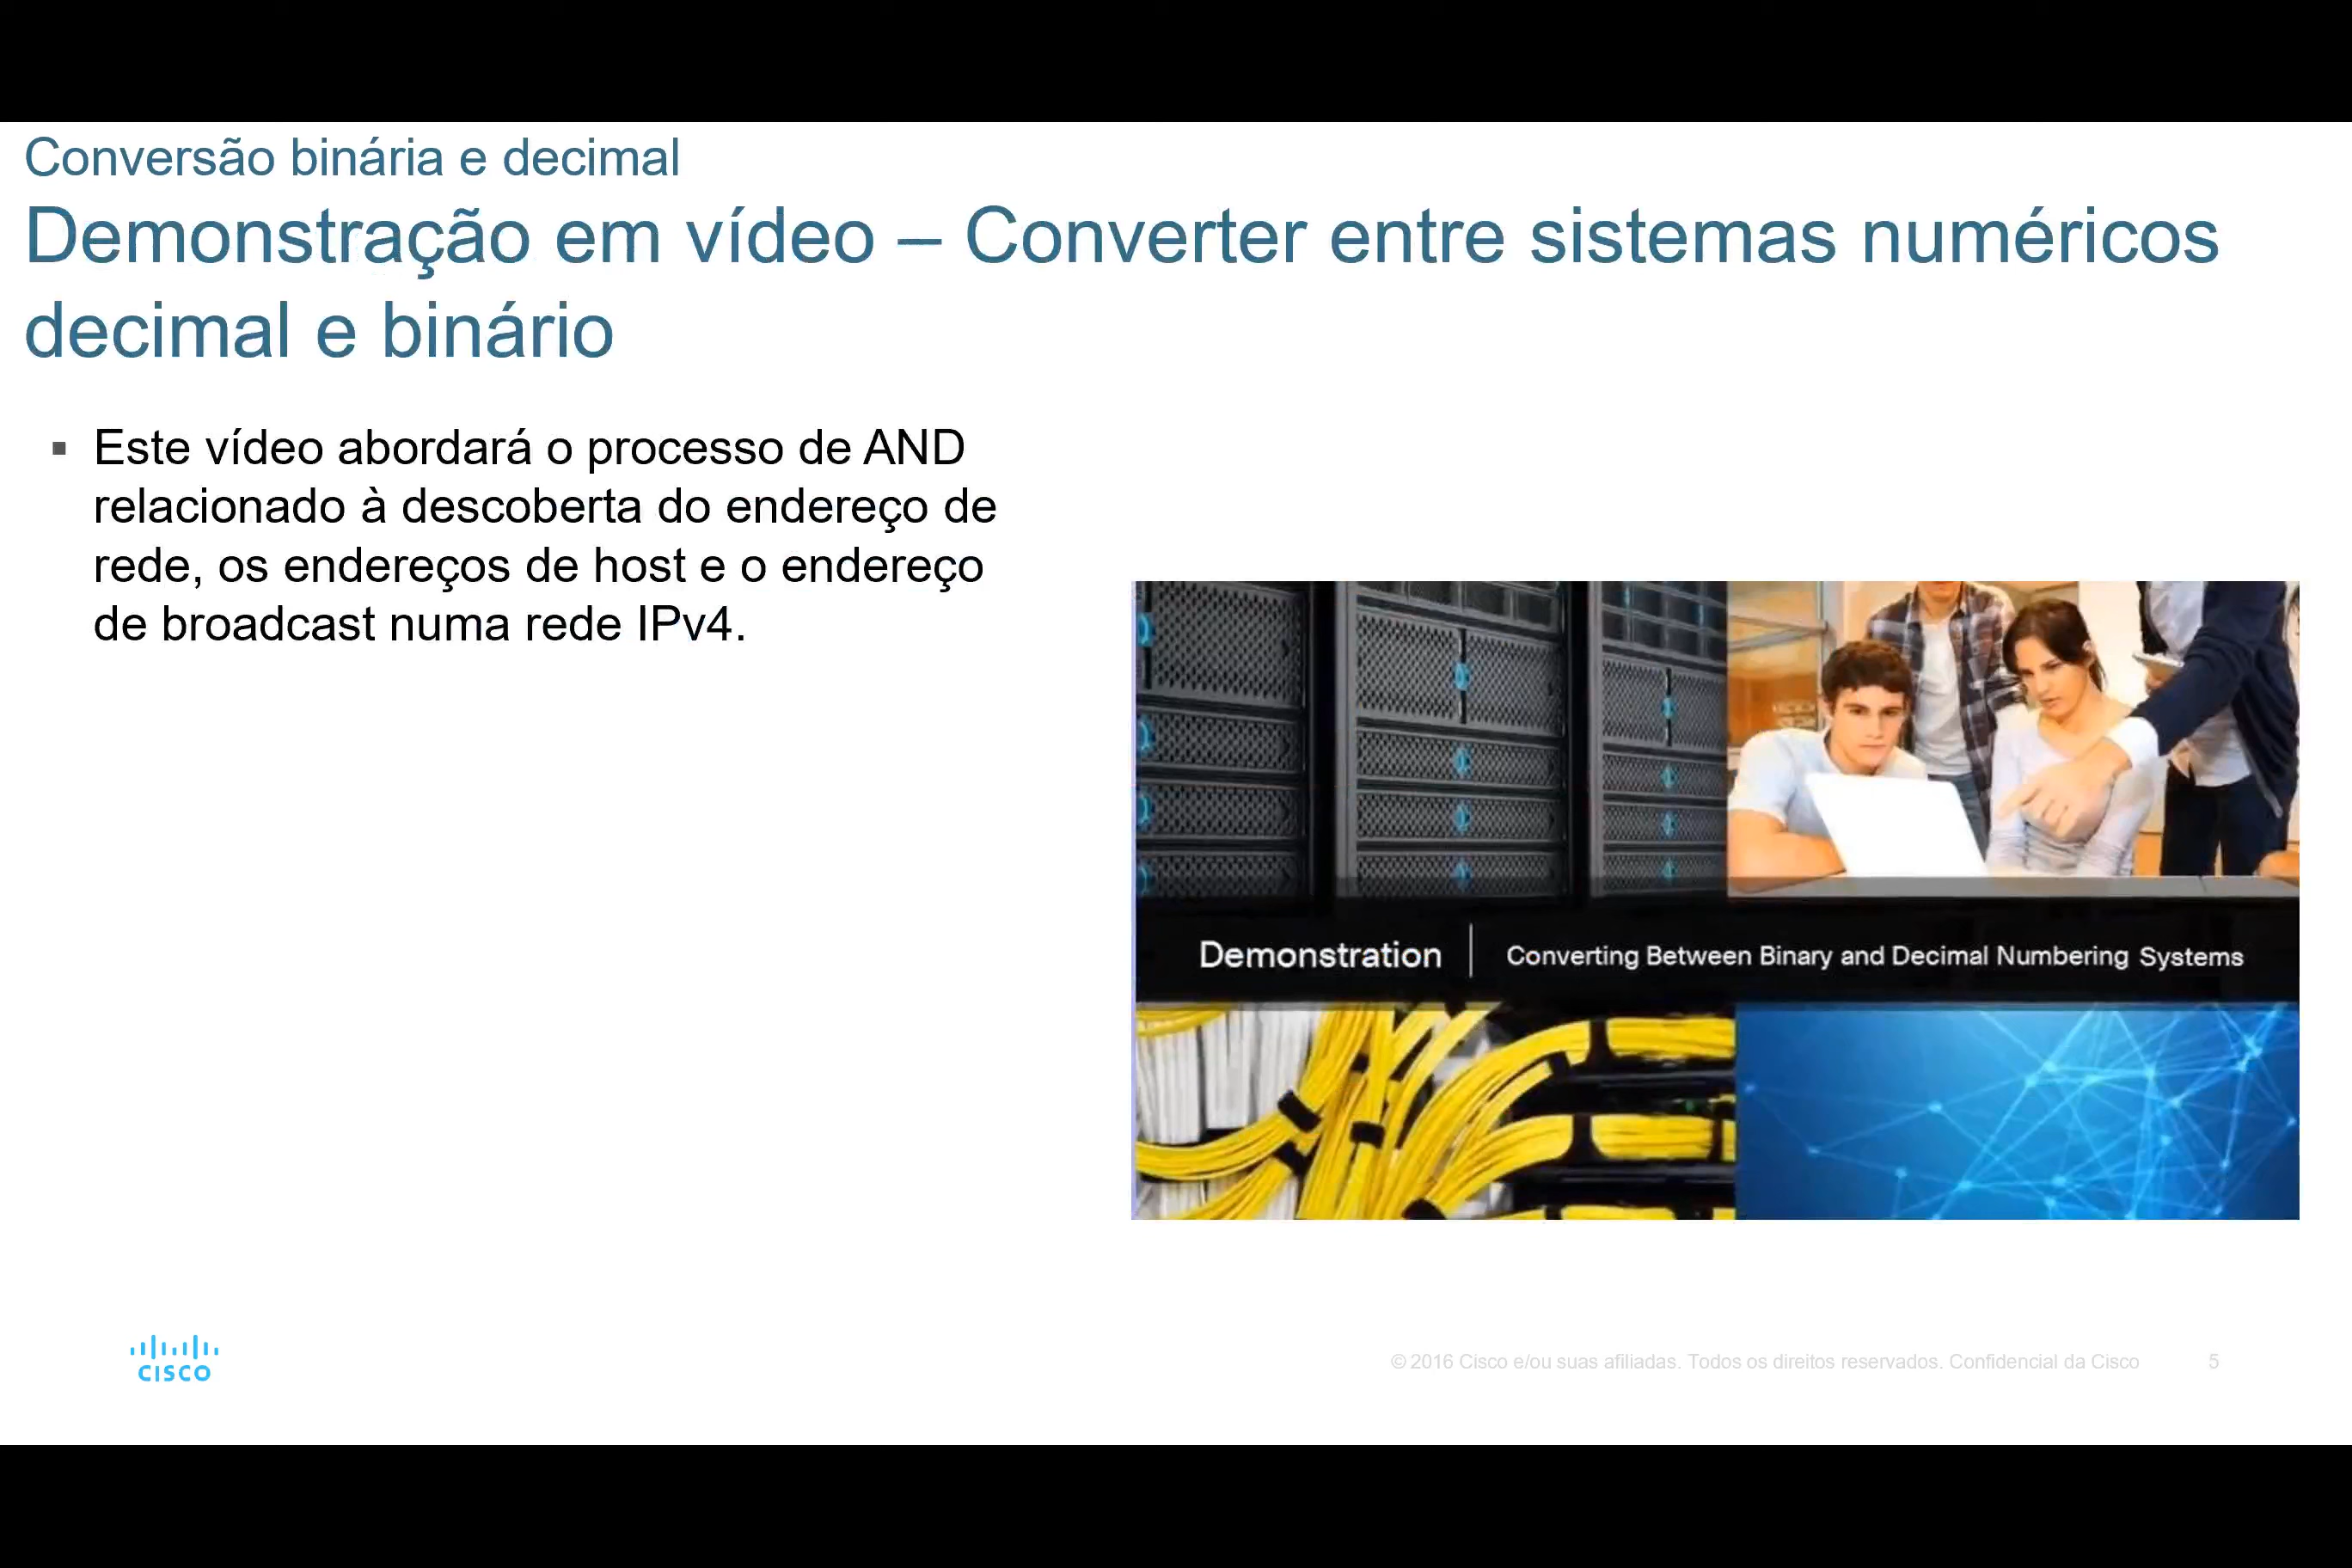 Conversão binária e decimal
Demonstração em vídeo – Converter entre sistemas numéricos
decimal e binário
▪ Este vídeo abordará o processo de AND
relacionado à descoberta do endereço de
rede, os endereços de host e o endereço
de broadcast numa rede IPv4.
Demonstration | Converting Between Binary and Decimal Numbering Systems
CISCO
© 2016 Cisco e/ou suas afiliadas. Todos os direitos reservados. Confidencial da Cisco 5